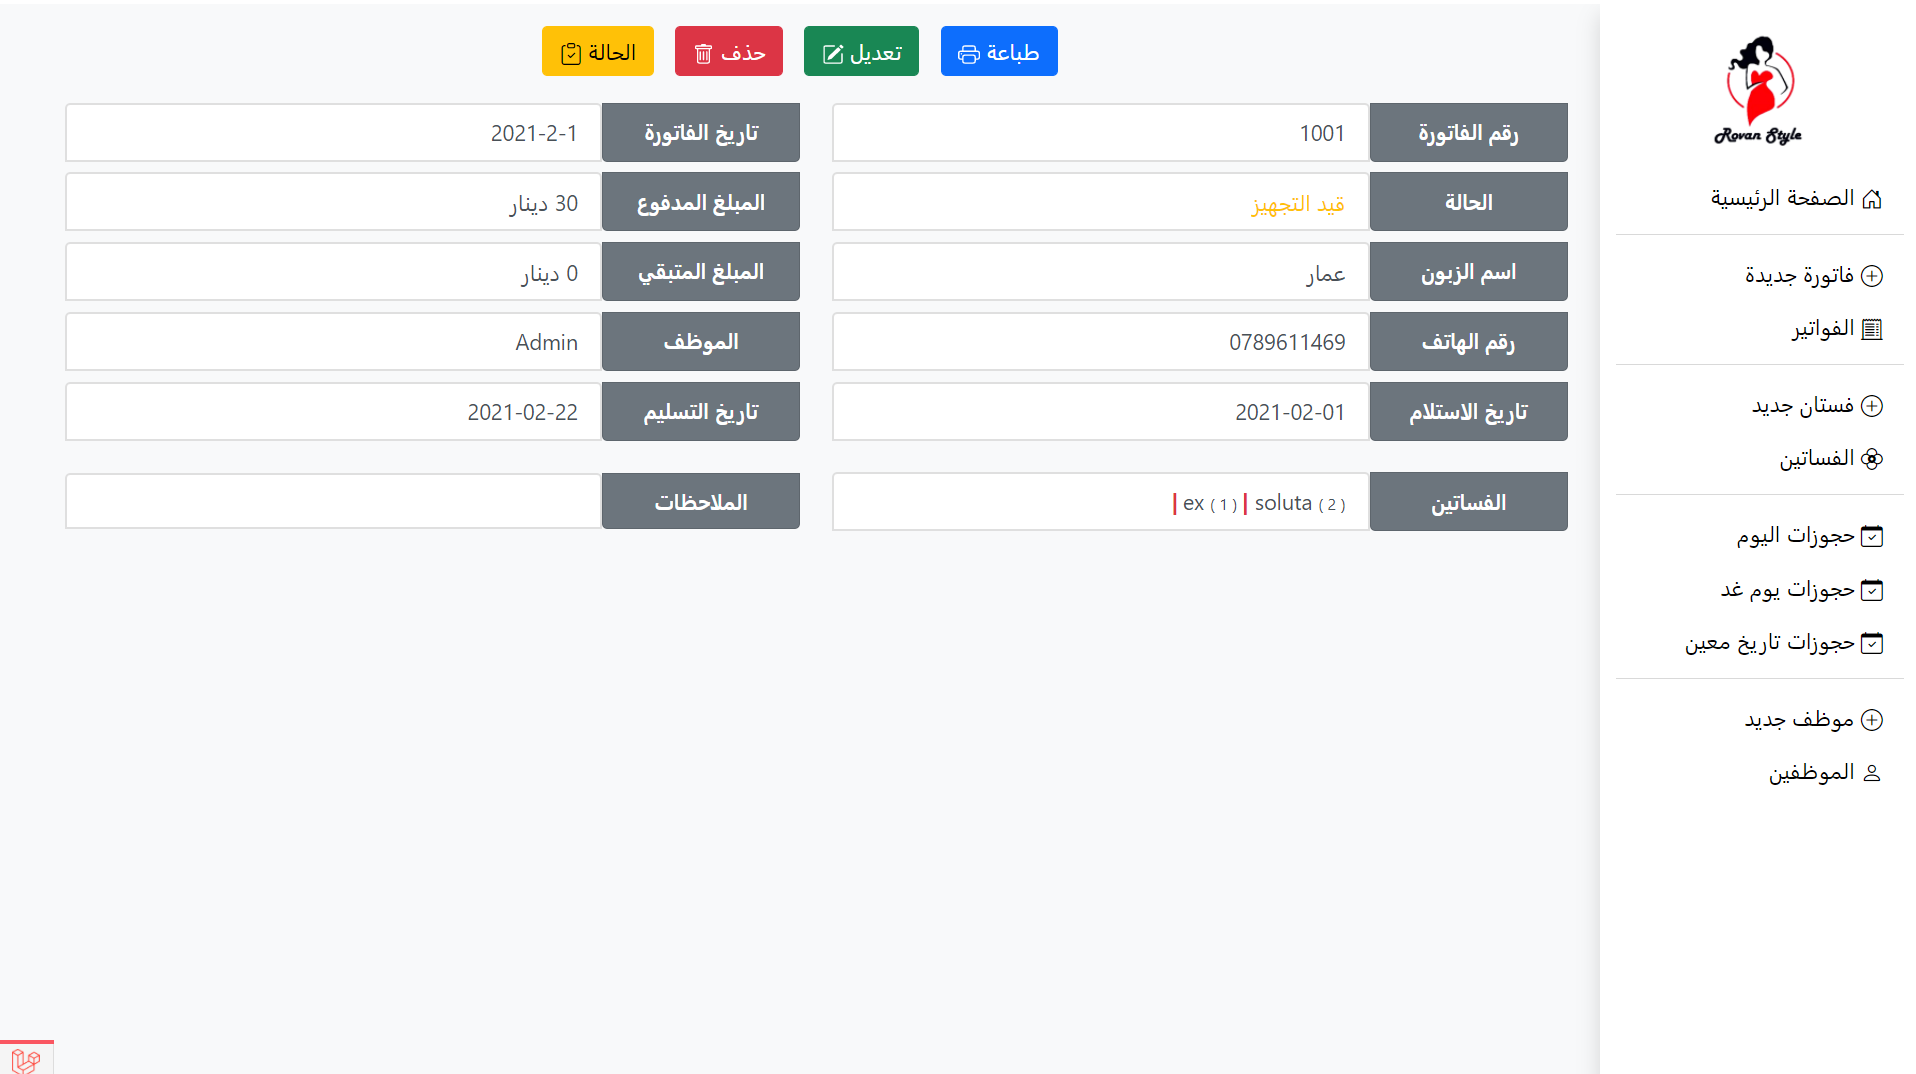 Rovan Style
الصفحة الرئيسية
فاتورة جديدة
الفواتير
فستان جديد
الفساتين
حجوزات اليوم
حجوزات يوم غد
حجوزات تاريخ معين
موظف جديد
الموظفين
طباعة تعديل حذف الحالة
رقم الفاتورة 1001 تاريخ الفاتورة 2021-2-1
الحالة قيد التجهيز المبلغ المدفوع 30 دينار
اسم الزبون عمار المبلغ المتبقي 0 دينار
رقم الهاتف 0789611469 الموظف Admin
تاريخ الاستلام 2021-02-01 تاريخ التسليم 2021-02-22
الفساتين | ex ( 1 ) | soluta ( 2 ) الملاحظات